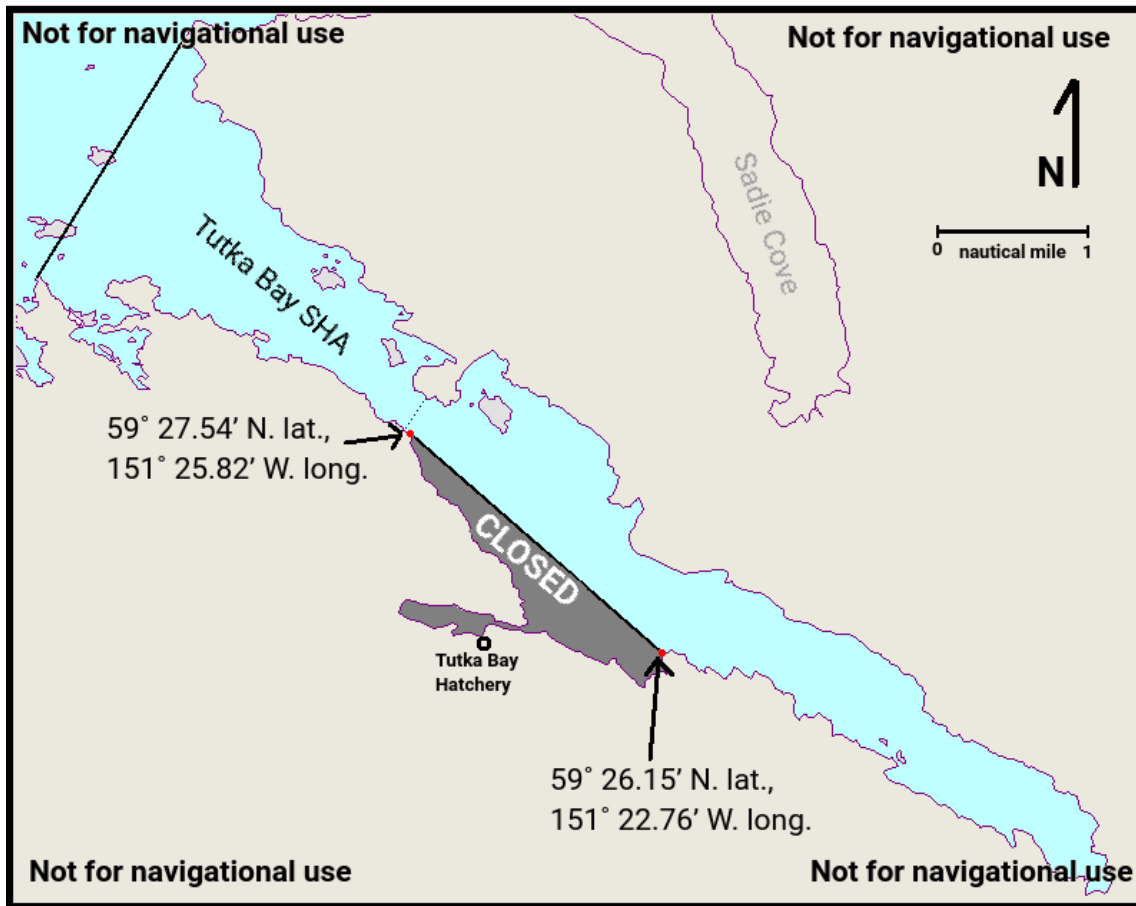 Not for navigational use
Not for navigational use
N
0 nautical mile 1
Sadie Cove
Tutka Bay SHA
59° 27.54’ N. lat.,
151° 25.82’ W. long.
CLOSED
Tutka Bay
Hatchery
59° 26.15’ N. lat.,
151° 22.76’ W. long.
Not for navigational use
Not for navigational use